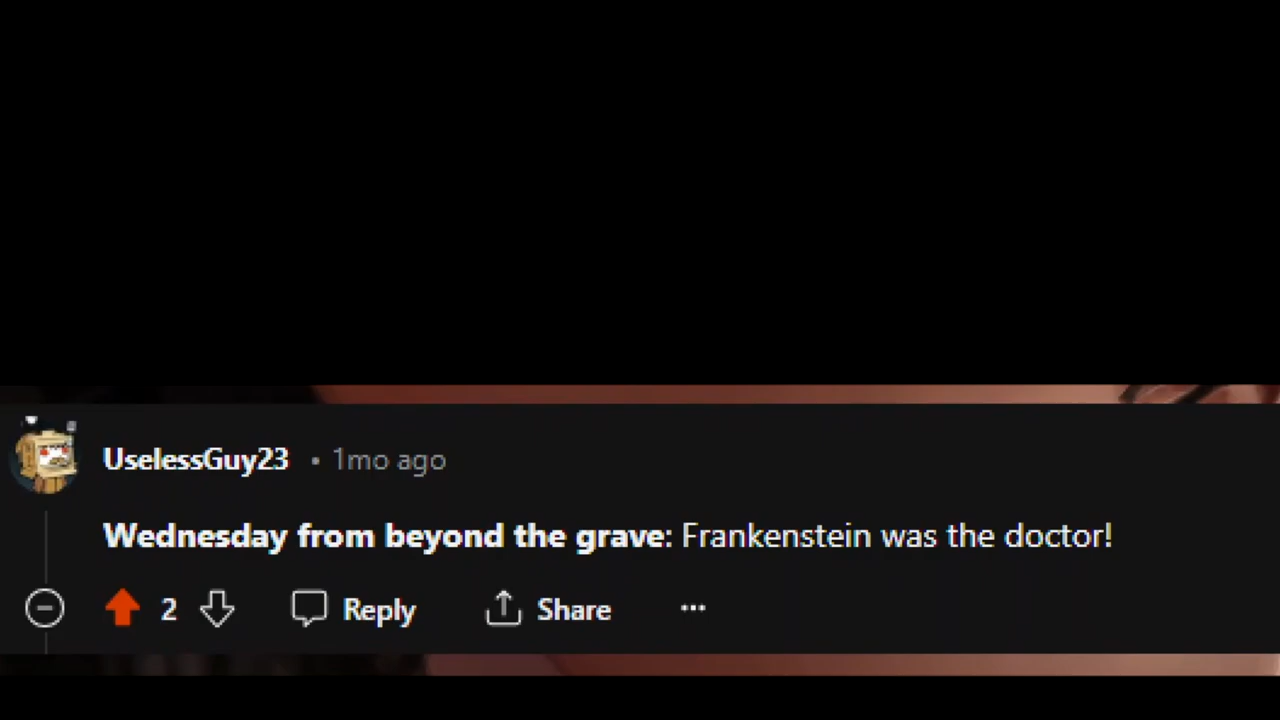 UselessGuy23 • 1mo ago
Wednesday from beyond the grave: Frankenstein was the doctor!
2 Reply Share ...